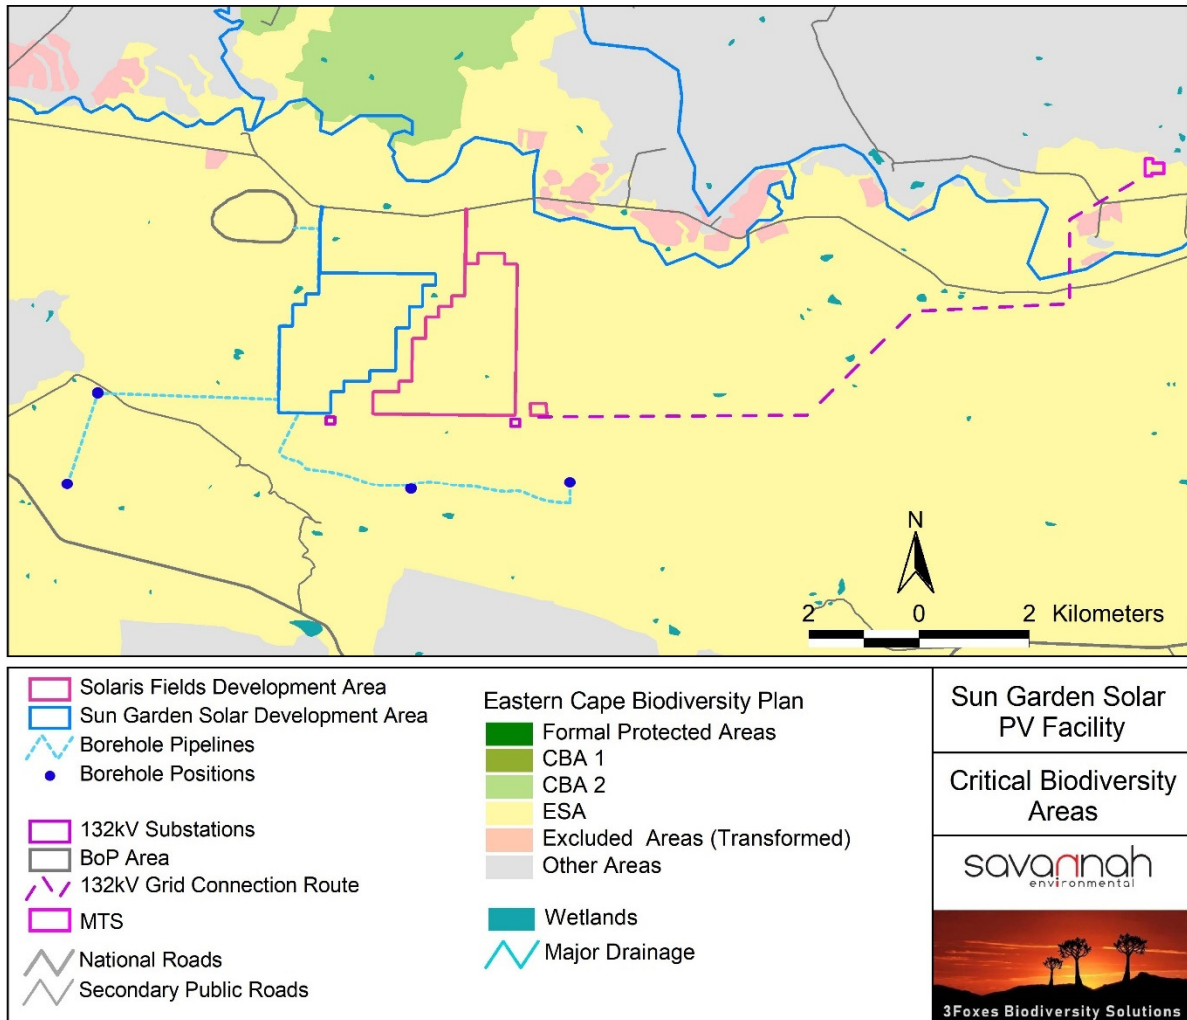 N
2 0 2 Kilometers
Solaris Fields Development Area
Sun Garden Solar Development Area
Borehole Pipelines
Borehole Positions
132kV Substations
BoP Area
132kV Grid Connection Route
MTS
National Roads
Secondary Public Roads
Eastern Cape Biodiversity Plan
Formal Protected Areas
CBA 1
CBA 2
ESA
Excluded Areas (Transformed)
Other Areas
Wetlands
Major Drainage
Sun Garden Solar
PV Facility
Critical Biodiversity
Areas
savannah
environmental
3Foxes Biodiversity Solutions